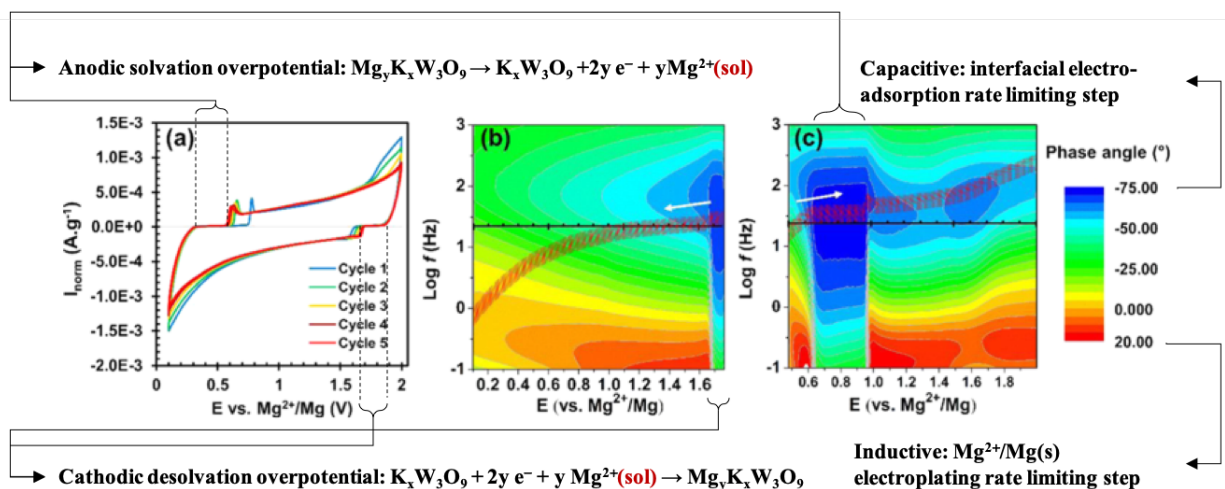 Anodic solvation overpotential: MgᵧKₓW₃O₉ → KₓW₃O₉ +2y e⁻ + yMg²⁺(sol)
Capacitive: interfacial electro-
adsorption rate limiting step
(a)
1.5E-3
1.0E-3
5.0E-4
0.0E+0
-5.0E-4
-1.0E-3
-1.5E-3
-2.0E-3
Iₙₒᵣₘ (A.g⁻¹)
Cycle 1
Cycle 2
Cycle 3
Cycle 4
Cycle 5
0 0.5 1 1.5 2
E vs. Mg²⁺/Mg (V)
(b)
3
2
1
0
-1
Log f (Hz)
0.2 0.4 0.6 0.8 1.0 1.2 1.4 1.6
E (vs. Mg²⁺/Mg)
(c)
3
2
1
0
-1
Log f (Hz)
0.6 0.8 1.0 1.2 1.4 1.6 1.8
E (vs. Mg²⁺/Mg)
Phase angle (°)
-75.00
-50.00
-25.00
0.000
20.00
Cathodic desolvation overpotential: KₓW₃O₉ + 2y e⁻ + y Mg²⁺(sol) → MgᵧKₓW₃O₉
Inductive: Mg²⁺/Mg(s)
electroplating rate limiting step